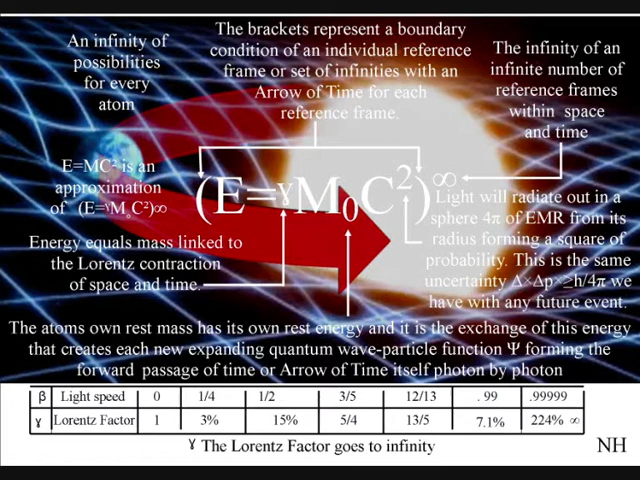 An infinity of
possibilities
for every
atom
The brackets represent a boundary
condition of an individual reference
frame or set of infinities with an
Arrow of Time for each
reference frame.
The infinity of an
infinite number of
reference frames
within space
and time
E=MC² is an
approximation
of (E=ˠM₀C²)∞
(E=ɣM₀C²)∞
Energy equals mass linked to
the Lorentz contraction
of space and time.
Light will radiate out in a
sphere 4π of EMR from its
radius forming a square of
probability. This is the same
uncertainty Δ×Δp×≥h/4π we
have with any future event.
The atoms own rest mass has its own rest energy and it is the exchange of this energy
that creates each new expanding quantum wave-particle function Ψ forming the
forward passage of time or Arrow of Time itself photon by photon
β Light speed 0 1/4 1/2 3/5 12/13 . 99 .99999
ɣ Lorentz Factor 1 3% 15% 5/4 13/5 7.1% 224% ∞
ɣ The Lorentz Factor goes to infinity
NH